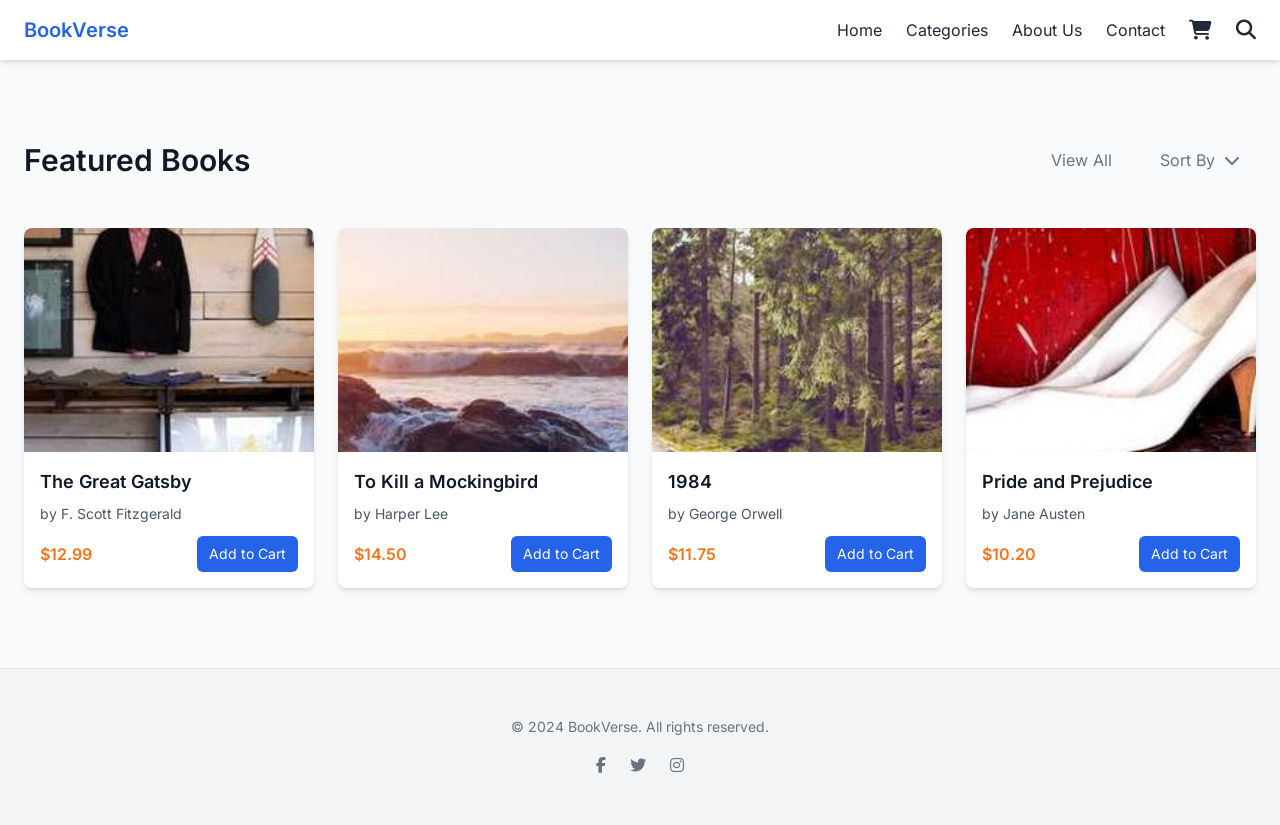 BookVerse
Home Categories About Us Contact
Featured Books
View All
Sort By
The Great Gatsby
by F. Scott Fitzgerald
$12.99
Add to Cart
To Kill a Mockingbird
by Harper Lee
$14.50
Add to Cart
1984
by George Orwell
$11.75
Add to Cart
Pride and Prejudice
by Jane Austen
$10.20
Add to Cart
© 2024 BookVerse. All rights reserved.